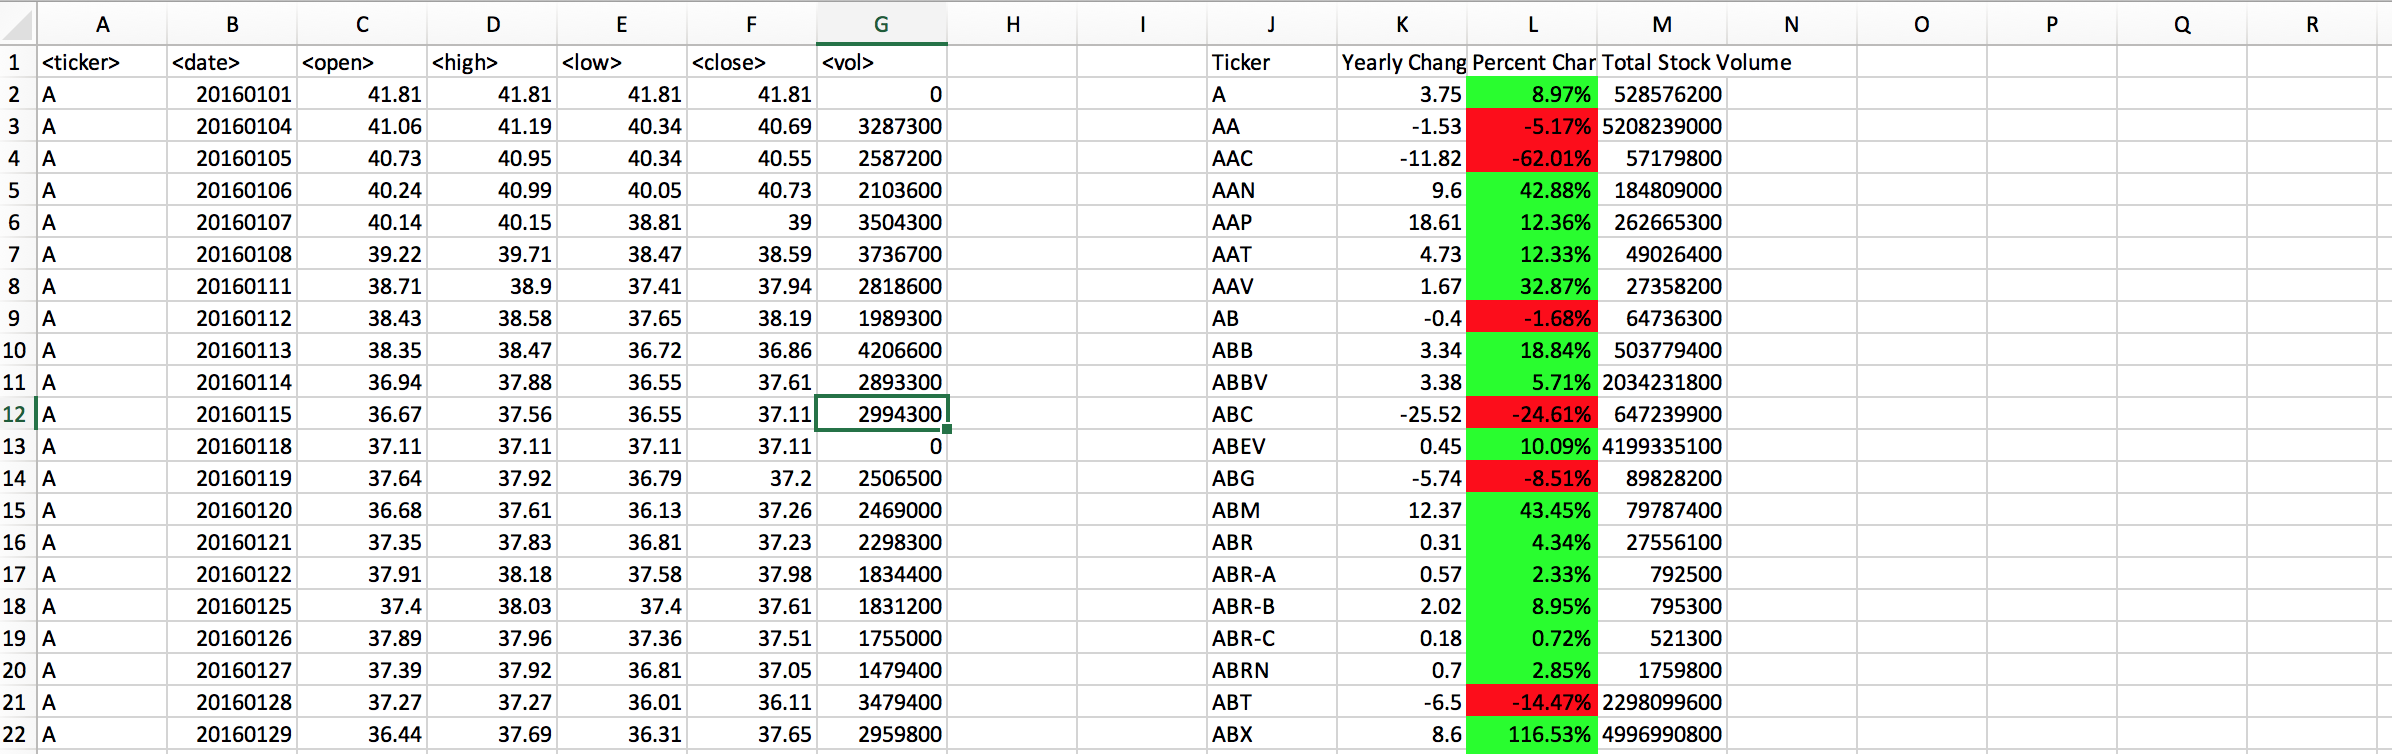 A B C D E F G H I J K L M N O P Q R
1 <ticker> <date> <open> <high> <low> <close> <vol> Ticker Yearly Chang Percent Char Total Stock Volume
2 A 20160101 41.81 41.81 41.81 41.81 0 A 3.75 8.97% 528576200
3 A 20160104 41.06 41.19 40.34 40.69 3287300 AA -1.53 -5.17% 5208239000
4 A 20160105 40.73 40.95 40.34 40.55 2587200 AAC -11.82 -62.01% 57179800
5 A 20160106 40.24 40.99 40.05 40.73 2103600 AAN 9.6 42.88% 184809000
6 A 20160107 40.14 40.15 38.81 39 3504300 AAP 18.61 12.36% 262665300
7 A 20160108 39.22 39.71 38.47 38.59 3736700 AAT 4.73 12.33% 49026400
8 A 20160111 38.71 38.9 37.41 37.94 2818600 AAV 1.67 32.87% 27358200
9 A 20160112 38.43 38.58 37.65 38.19 1989300 AB -0.4 -1.68% 64736300
10 A 20160113 38.35 38.47 36.72 36.86 4206600 ABB 3.34 18.84% 503779400
11 A 20160114 36.94 37.88 36.55 37.61 2893300 ABBV 3.38 5.71% 2034231800
12 A 20160115 36.67 37.56 36.55 37.11 2994300 ABC -25.52 -24.61% 647239900
13 A 20160118 37.11 37.11 37.11 37.11 0 ABEV 0.45 10.09% 4199335100
14 A 20160119 37.64 37.92 36.79 37.2 2506500 ABG -5.74 -8.51% 89828200
15 A 20160120 36.68 37.61 36.13 37.26 2469000 ABM 12.37 43.45% 79787400
16 A 20160121 37.35 37.83 36.81 37.23 2298300 ABR 0.31 4.34% 27556100
17 A 20160122 37.91 38.18 37.58 37.98 1834400 ABR-A 0.57 2.33% 792500
18 A 20160125 37.4 38.03 37.4 37.61 1831200 ABR-B 2.02 8.95% 795300
19 A 20160126 37.89 37.96 37.36 37.51 1755000 ABR-C 0.18 0.72% 521300
20 A 20160127 37.39 37.92 36.81 37.05 1479400 ABRN 0.7 2.85% 1759800
21 A 20160128 37.27 37.27 36.01 36.11 3479400 ABT -6.5 -14.47% 2298099600
22 A 20160129 36.44 37.69 36.31 37.65 2959800 ABX 8.6 116.53% 4996990800